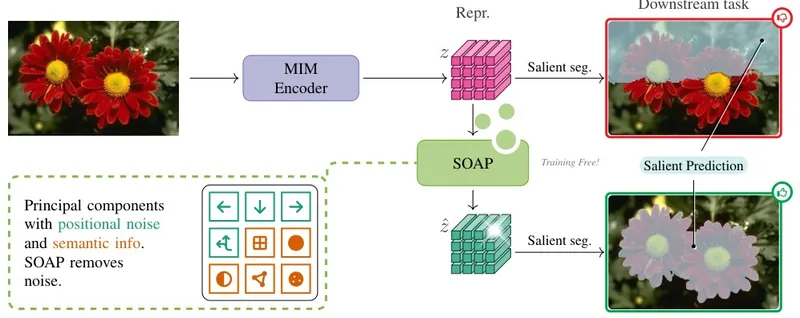 Repr.
Downstream task
MIM
Encoder
z
Salient seg.
SOAP
Training Free!
Salient Prediction
Principal components
with positional noise
and semantic info.
SOAP removes
noise.
ẑ
Salient seg.